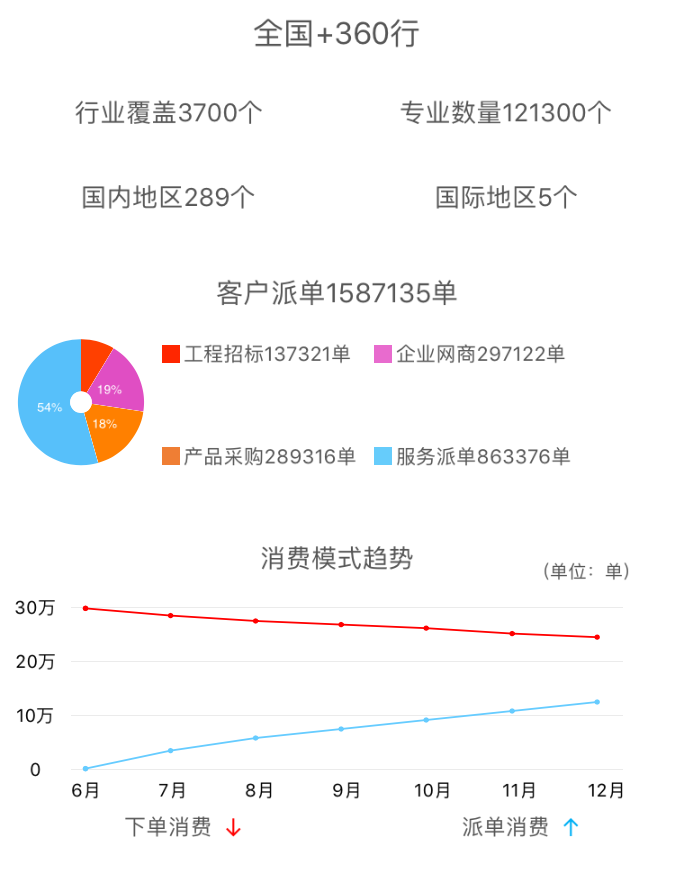 全国+360行
行业覆盖3700个
专业数量121300个
国内地区289个
国际地区5个
客户派单1587135单
工程招标137321单
企业网商297122单
19%
54%
18%
产品采购289316单
服务派单863376单
消费模式趋势
(单位：单)
30万
20万
10万
0
6月 7月 8月 9月 10月 11月 12月
下单消费 ↓
派单消费 ↑